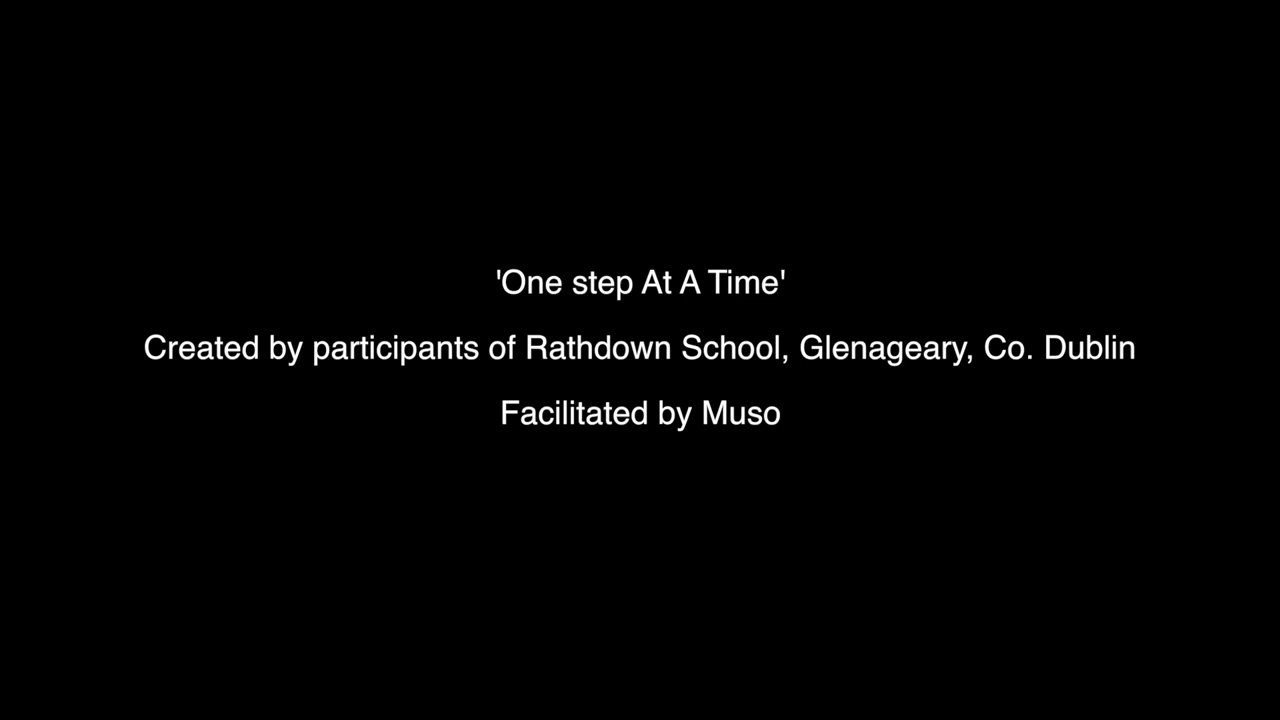 'One step At A Time'
Created by participants of Rathdown School, Glenageary, Co. Dublin
Facilitated by Muso